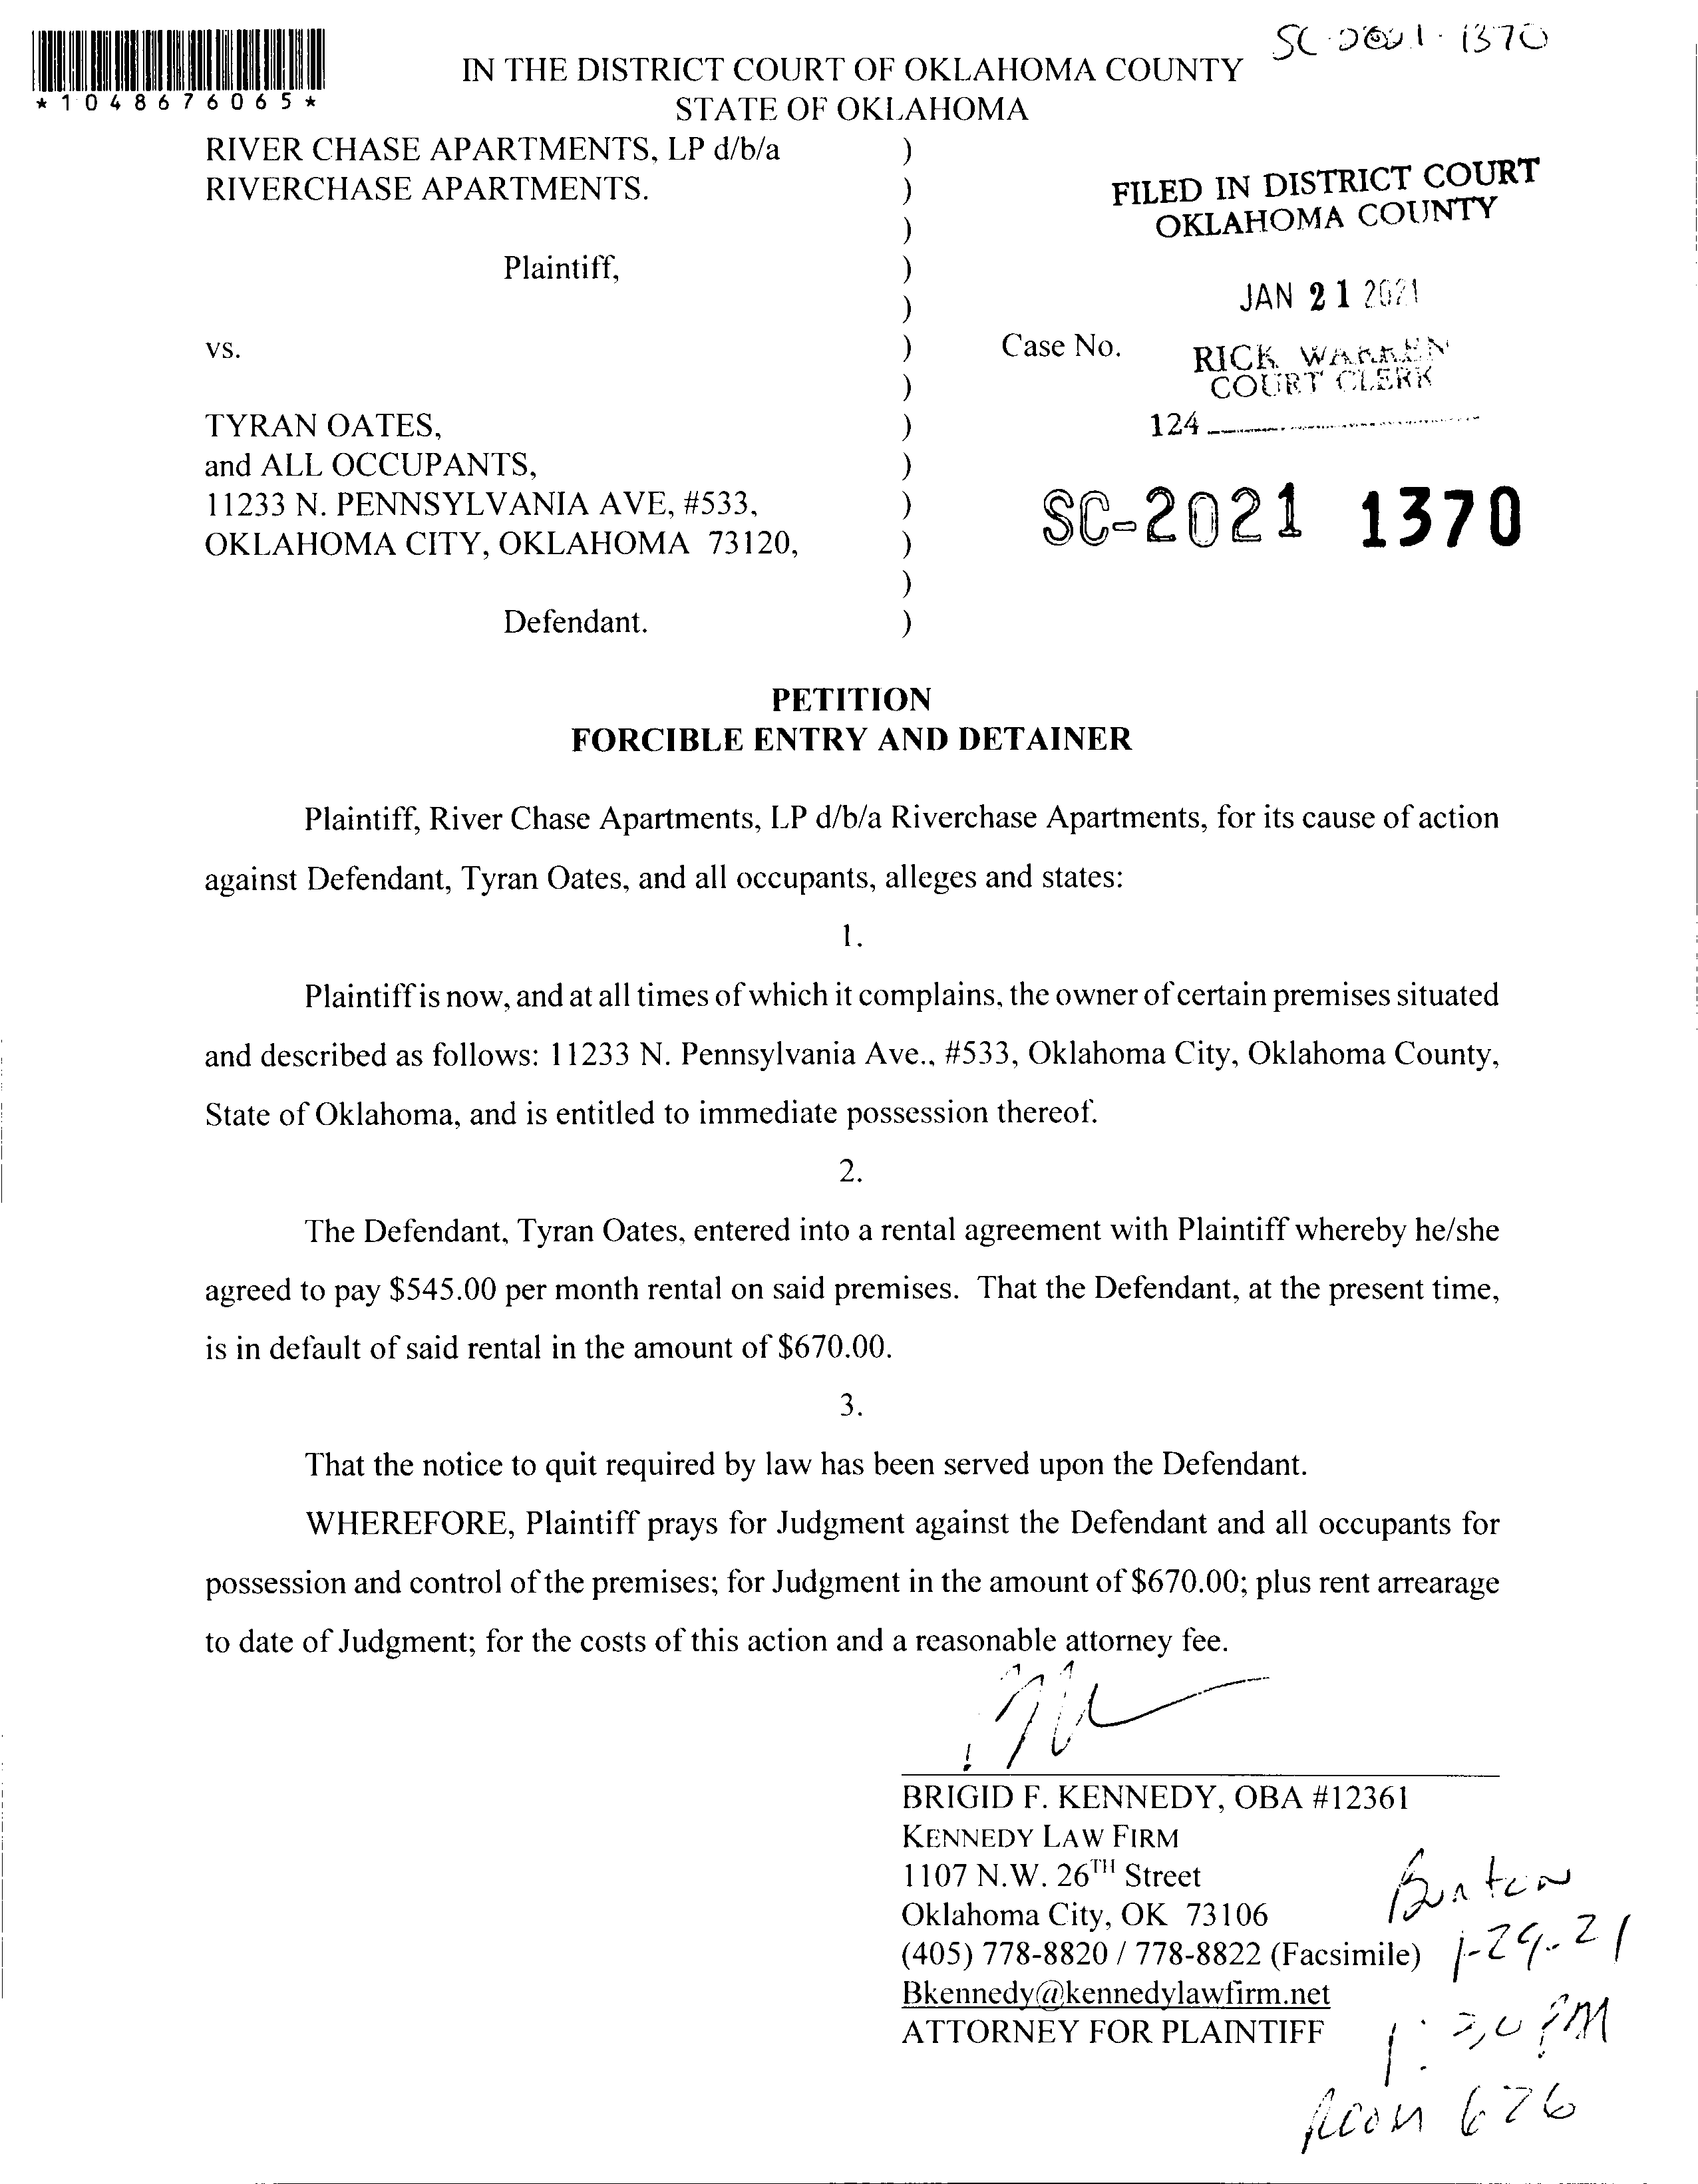 SC-2021-1370
*1048676065*
IN THE DISTRICT COURT OF OKLAHOMA COUNTY
STATE OF OKLAHOMA
RIVER CHASE APARTMENTS, LP d/b/a )
RIVERCHASE APARTMENTS. )
)
Plaintiff, )
)
vs. )
)
TYRAN OATES, )
and ALL OCCUPANTS, )
11233 N. PENNSYLVANIA AVE, #533, )
OKLAHOMA CITY, OKLAHOMA 73120, )
)
Defendant. )
FILED IN DISTRICT COURT
OKLAHOMA COUNTY
JAN 21 2021
Case No.
RICK WARREN
COURT CLERK
124
SC-2021 1370
PETITION
FORCIBLE ENTRY AND DETAINER
Plaintiff, River Chase Apartments, LP d/b/a Riverchase Apartments, for its cause of action
against Defendant, Tyran Oates, and all occupants, alleges and states:
1.
Plaintiff is now, and at all times of which it complains, the owner of certain premises situated
and described as follows: 11233 N. Pennsylvania Ave., #533, Oklahoma City, Oklahoma County,
State of Oklahoma, and is entitled to immediate possession thereof.
2.
The Defendant, Tyran Oates, entered into a rental agreement with Plaintiff whereby he/she
agreed to pay $545.00 per month rental on said premises. That the Defendant, at the present time,
is in default of said rental in the amount of $670.00.
3.
That the notice to quit required by law has been served upon the Defendant.
WHEREFORE, Plaintiff prays for Judgment against the Defendant and all occupants for
possession and control of the premises; for Judgment in the amount of $670.00; plus rent arrearage
to date of Judgment; for the costs of this action and a reasonable attorney fee.
BRIGID F. KENNEDY, OBA #12361
KENNEDY LAW FIRM
1107 N.W. 26TH Street
Oklahoma City, OK 73106
(405) 778-8820 / 778-8822 (Facsimile)
Bkennedy@kennedylawfirm.net
ATTORNEY FOR PLAINTIFF
1-29-21
PM
Room 626